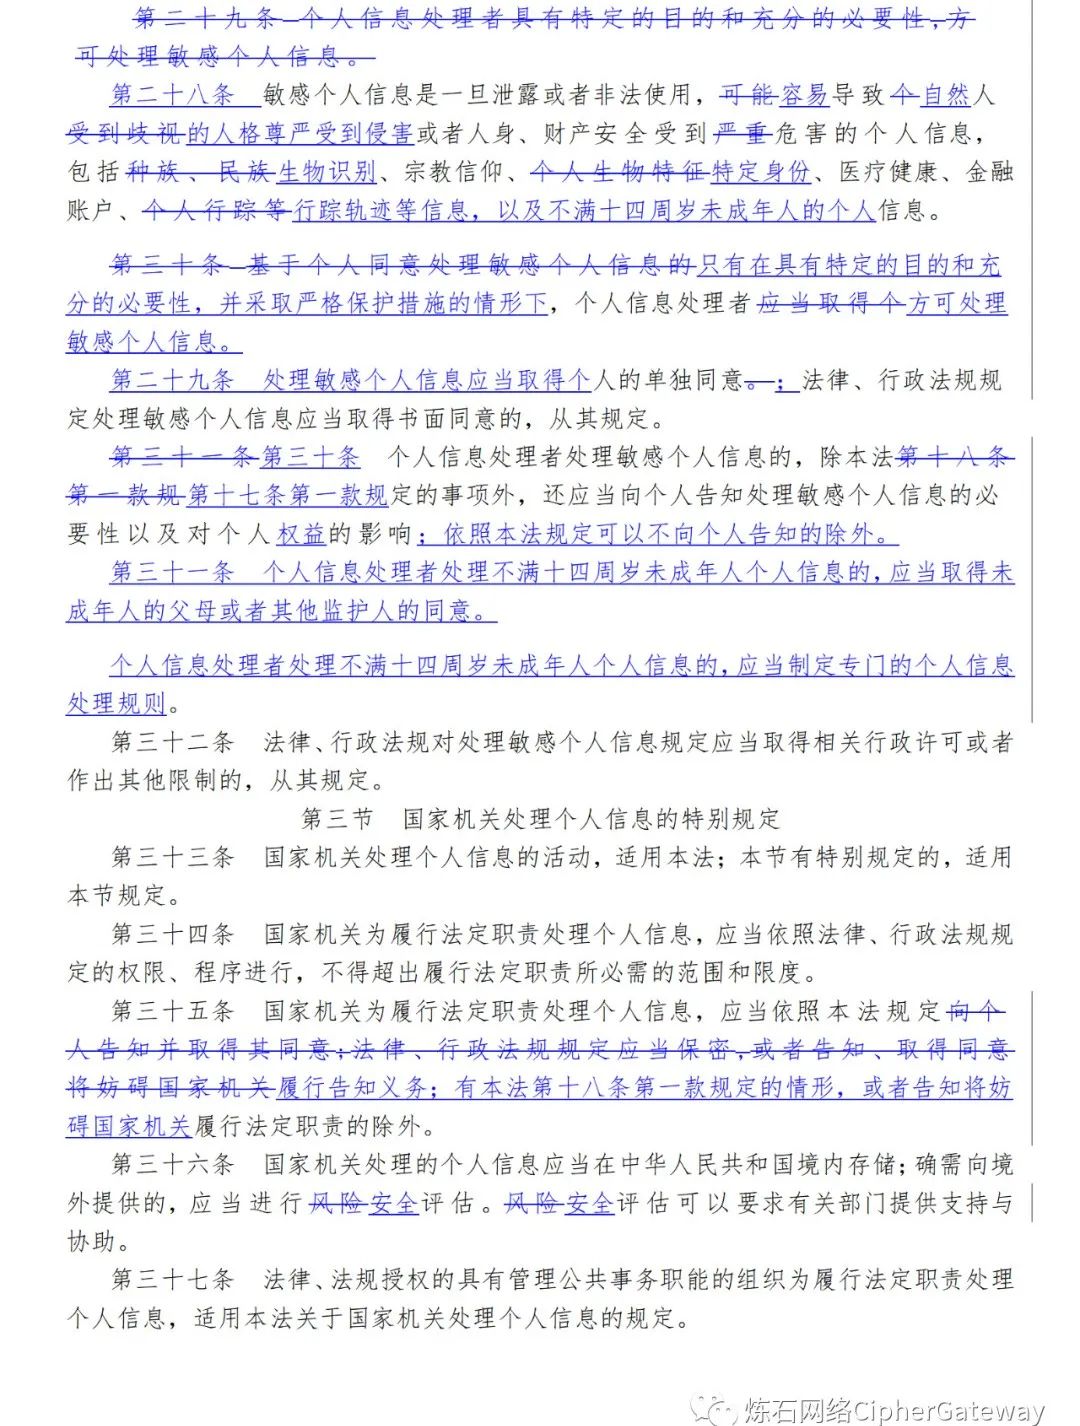 第二十九条 个人信息处理者具有特定的目的和充分的必要性，方
可处理敏感个人信息。
第二十八条 敏感个人信息是一旦泄露或者非法使用，可能容易导致个自然人
受到歧视的人格尊严受到侵害或者人身、财产安全受到严重危害的个人信息，
包括种族、民族生物识别、宗教信仰、个人生物特征特定身份、医疗健康、金融
账户、个人行踪等行踪轨迹等信息，以及不满十四周岁未成年人的个人信息。
第三十条 基于个人同意处理敏感个人信息的只有在具有特定的目的和充
分的必要性，并采取严格保护措施的情形下，个人信息处理者应当取得个方可处理
敏感个人信息。
第二十九条 处理敏感个人信息应当取得个人的单独同意。；法律、行政法规规
定处理敏感个人信息应当取得书面同意的，从其规定。
第三十一条第三十条 个人信息处理者处理敏感个人信息的，除本法第十八条
第一款规第十七条第一款规定的事项外，还应当向个人告知处理敏感个人信息的必
要性以及对个人权益的影响；依照本法规定可以不向个人告知的除外。
第三十一条 个人信息处理者处理不满十四周岁未成年人个人信息的，应当取得未
成年人的父母或者其他监护人的同意。
个人信息处理者处理不满十四周岁未成年人个人信息的，应当制定专门的个人信息
处理规则。
第三十二条 法律、行政法规对处理敏感个人信息规定应当取得相关行政许可或者
作出其他限制的，从其规定。
第三节 国家机关处理个人信息的特别规定
第三十三条 国家机关处理个人信息的活动，适用本法；本节有特别规定的，适用
本节规定。
第三十四条 国家机关为履行法定职责处理个人信息，应当依照法律、行政法规规
定的权限、程序进行，不得超出履行法定职责所必需的范围和限度。
第三十五条 国家机关为履行法定职责处理个人信息，应当依照本法规定向个
人告知并取得其同意；法律、行政法规规定应当保密，或者告知、取得同意
将妨碍国家机关履行告知义务；有本法第十八条第一款规定的情形，或者告知将妨
碍国家机关履行法定职责的除外。
第三十六条 国家机关处理的个人信息应当在中华人民共和国境内存储；确需向境
外提供的，应当进行风险安全评估。风险安全评估可以要求有关部门提供支持与
协助。
第三十七条 法律、法规授权的具有管理公共事务职能的组织为履行法定职责处理
个人信息，适用本法关于国家机关处理个人信息的规定。
炼石网络CipherGateway